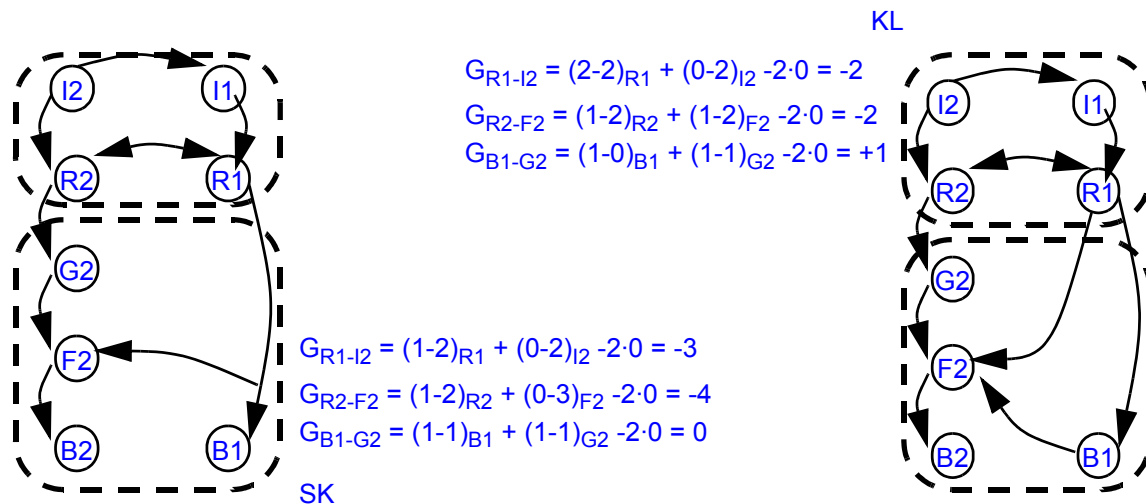 KL
G_{R1-I2} = (2-2)_{R1} + (0-2)_{I2} -2·0 = -2
G_{R2-F2} = (1-2)_{R2} + (1-2)_{F2} -2·0 = -2
G_{B1-G2} = (1-0)_{B1} + (1-1)_{G2} -2·0 = +1
I2 I1
R2 R1
G2
F2
B2 B1
G_{R1-I2} = (1-2)_{R1} + (0-2)_{I2} -2·0 = -3
G_{R2-F2} = (1-2)_{R2} + (0-3)_{F2} -2·0 = -4
G_{B1-G2} = (1-1)_{B1} + (1-1)_{G2} -2·0 = 0
SK
I2 I1
R2 R1
G2
F2
B2 B1